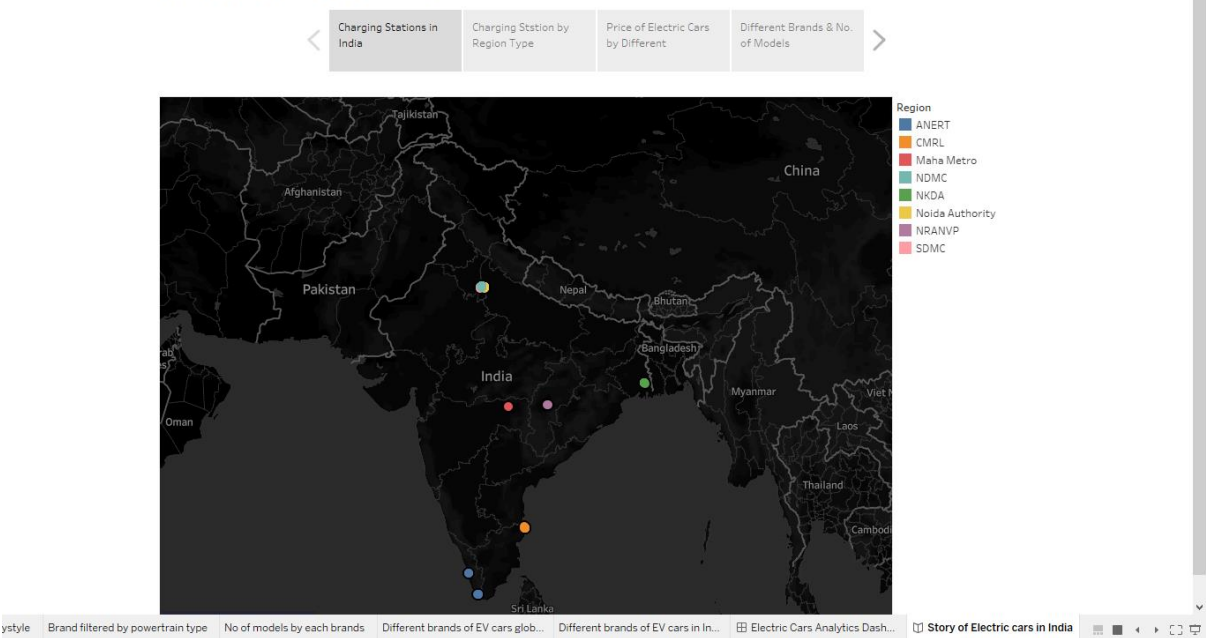 Charging Stations in
India
Charging Ststion by
Region Type
Price of Electric Cars
by Different
Different Brands & No.
of Models
Region
ANERT
CMRL
Maha Metro
NDMC
NKDA
Noida Authority
NRANVP
SDMC
Tajikistan
China
Afghanistan
Pakistan
Nepal
Bhutan
Bangladesh
India
Myanmar
Viet
Oman
Laos
Thailand
Cambodi
Sri Lanka
ystyle
Brand filtered by powertrain type
No of models by each brands
Different brands of EV cars glob...
Different brands of EV cars in In...
Electric Cars Analytics Dash...
Story of Electric cars in India